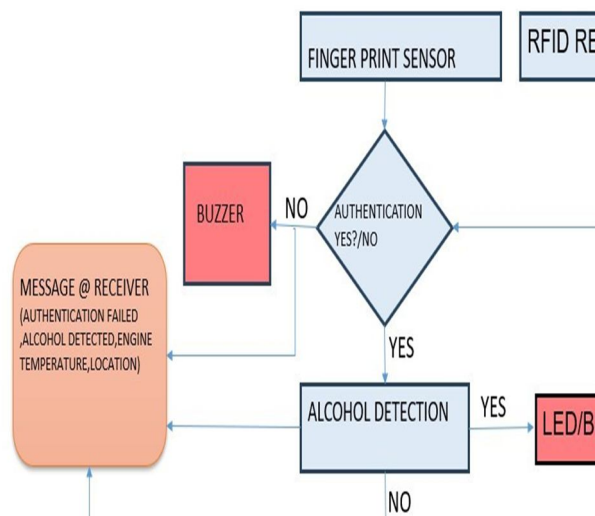 FINGER PRINT SENSOR
RFID RE
BUZZER
NO
AUTHENTICATION
YES?/NO
MESSAGE @ RECEIVER
(AUTHENTICATION FAILED
,ALCOHOL DETECTED,ENGINE
TEMPERATURE,LOCATION)
YES
ALCOHOL DETECTION
YES
LED/B
NO